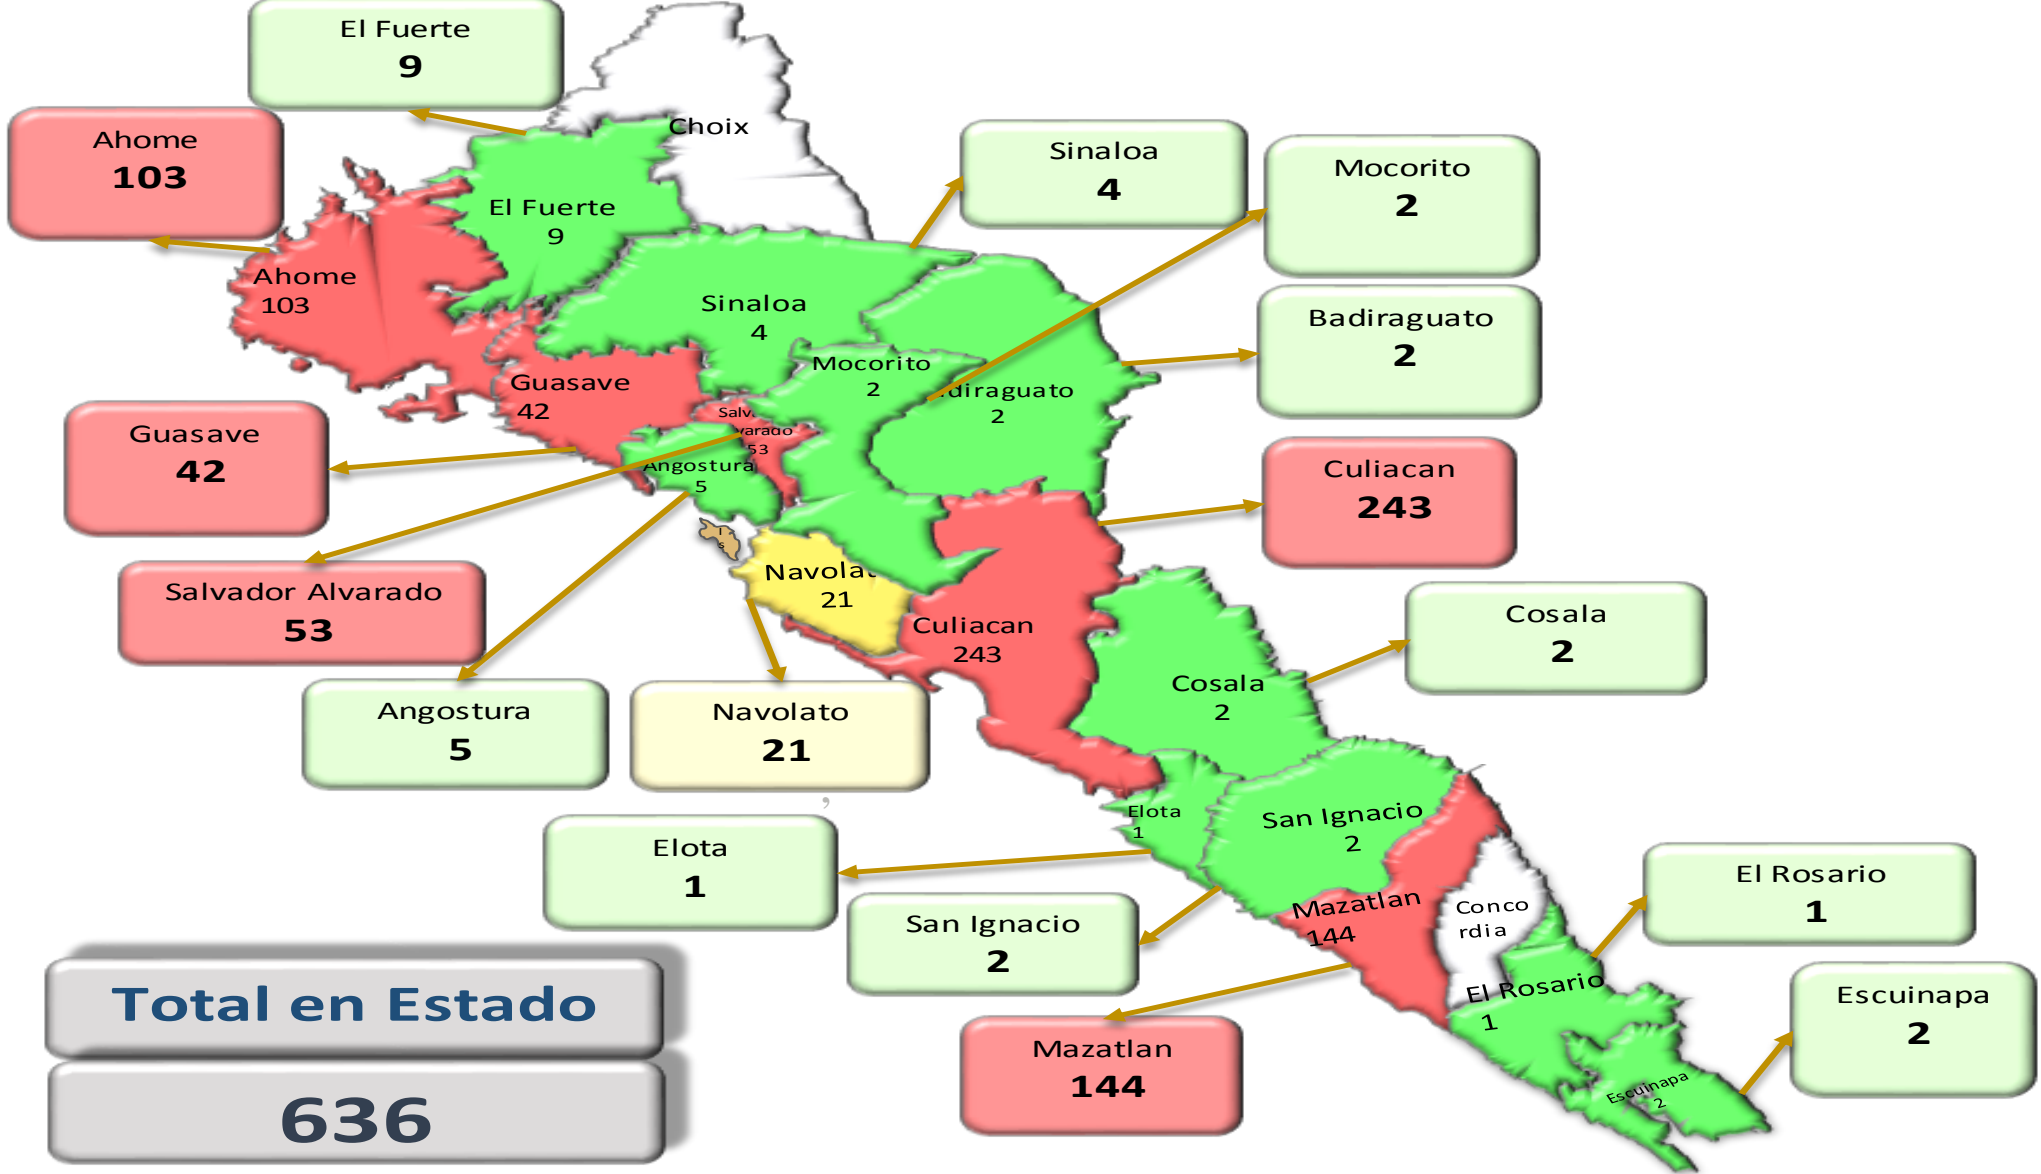 El Fuerte
9
Ahome
103
Choix
Sinaloa
4
Mocorito
2
El Fuerte
9
Ahome
103
Sinaloa
4
Badiraguato
2
Mocorito
2
diraguato
2
Guasave
42
Salv
varado
53
Guasave
42
Angostura
5
Culiacan
243
Salvador Alvarado
53
Navolat
21
Culiacan
243
Cosala
2
Cosala
2
Angostura
5
Navolato
21
,
Elota
1
San Ignacio
2
Elota
1
San Ignacio
2
Mazatlan
144
Conco
rdia
El Rosario
1
El Rosario
1
Escuinapa
2
Escuinapa
2
Mazatlan
144
Total en Estado
636